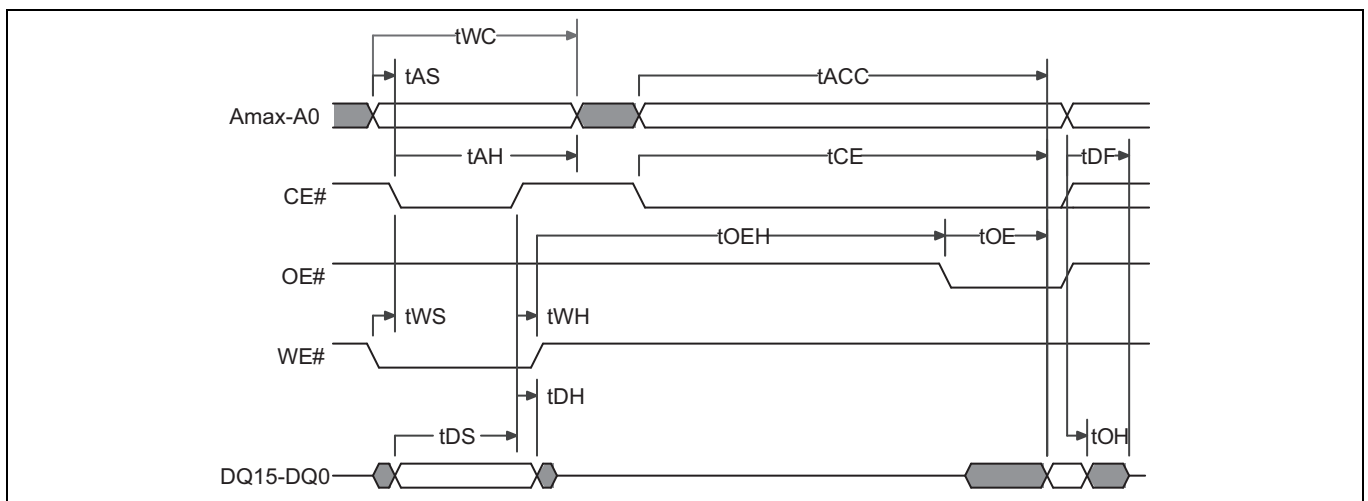 tWC
tAS
tACC
Amax-A0
tAH
tCE
tDF
CE#
tOEH
tOE
OE#
tWS
tWH
WE#
tDH
tDS
tOH
DQ15-DQ0